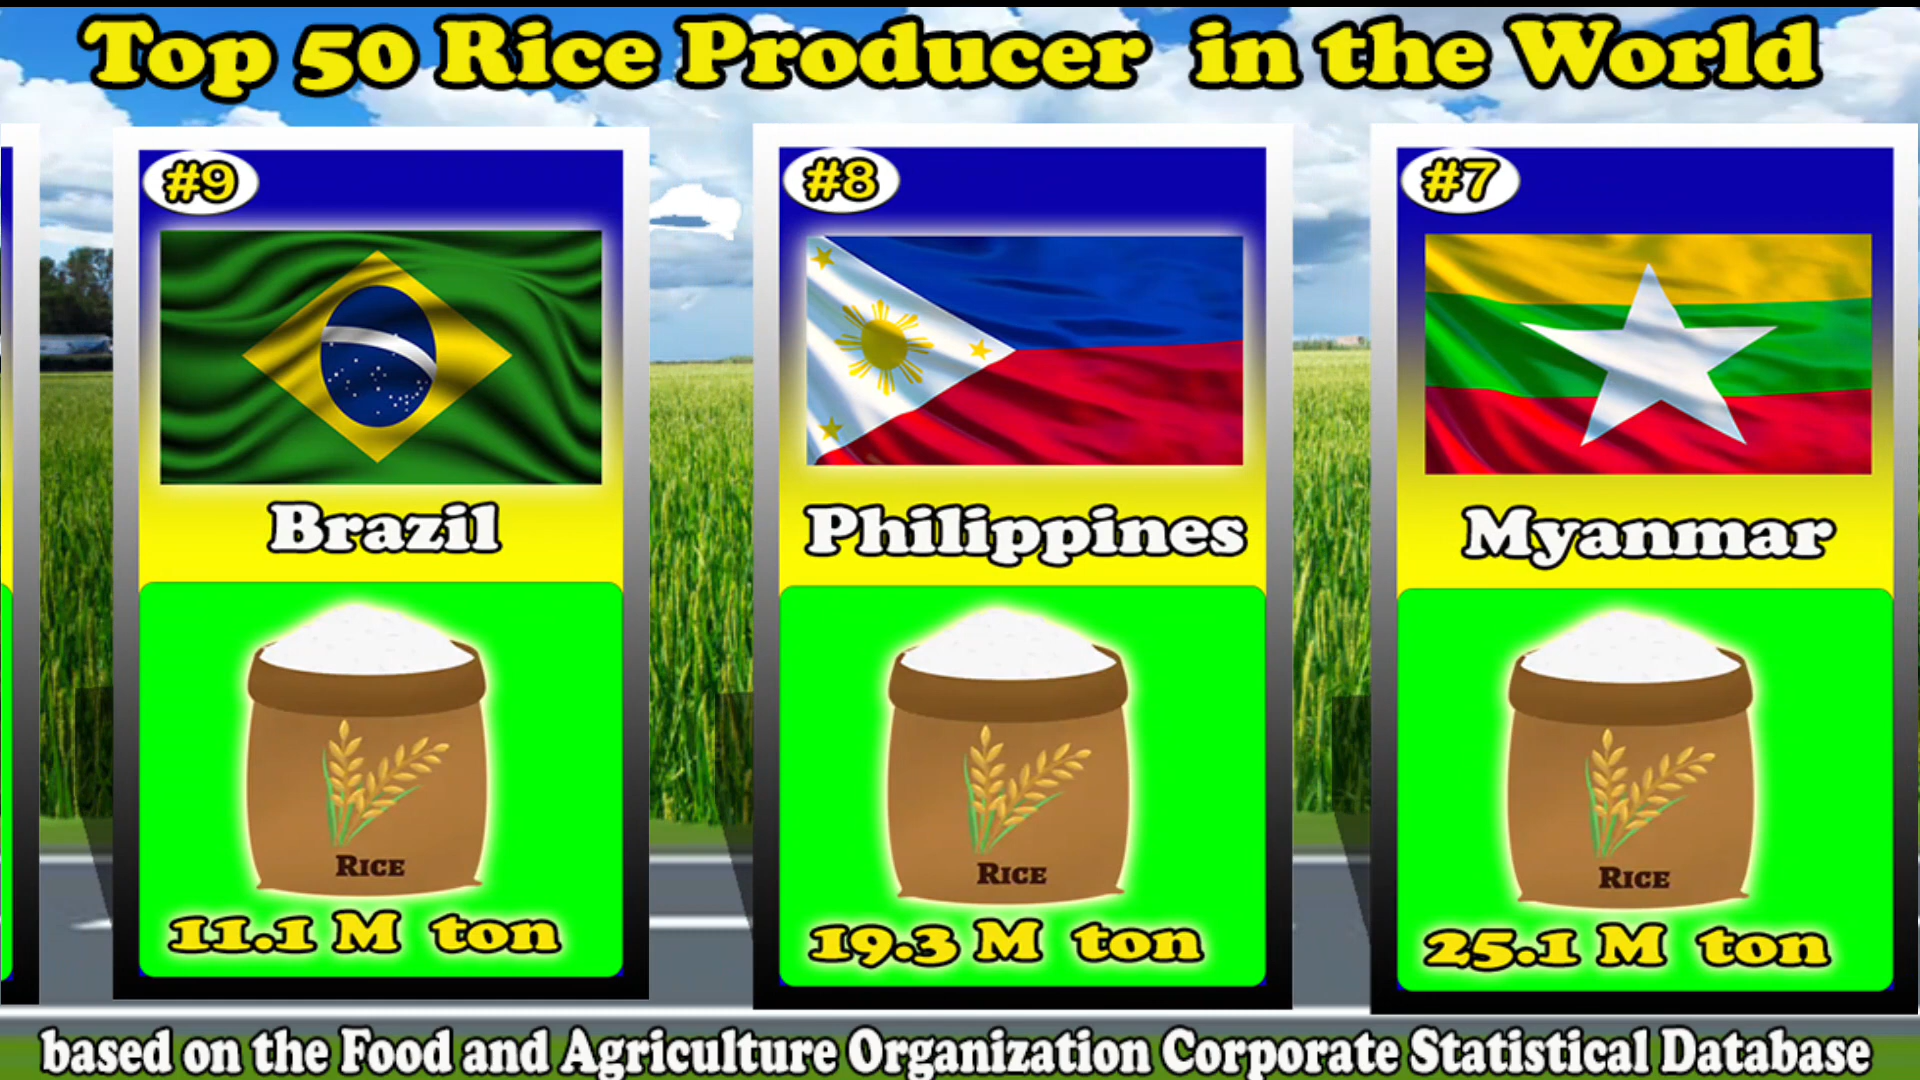 Top 50 Rice Producer in the World
#9
Brazil
RICE
11.1 M ton
#8
Philippines
RICE
19.3 M ton
#7
Myanmar
RICE
25.1 M ton
based on the Food and Agriculture Organization Corporate Statistical Database